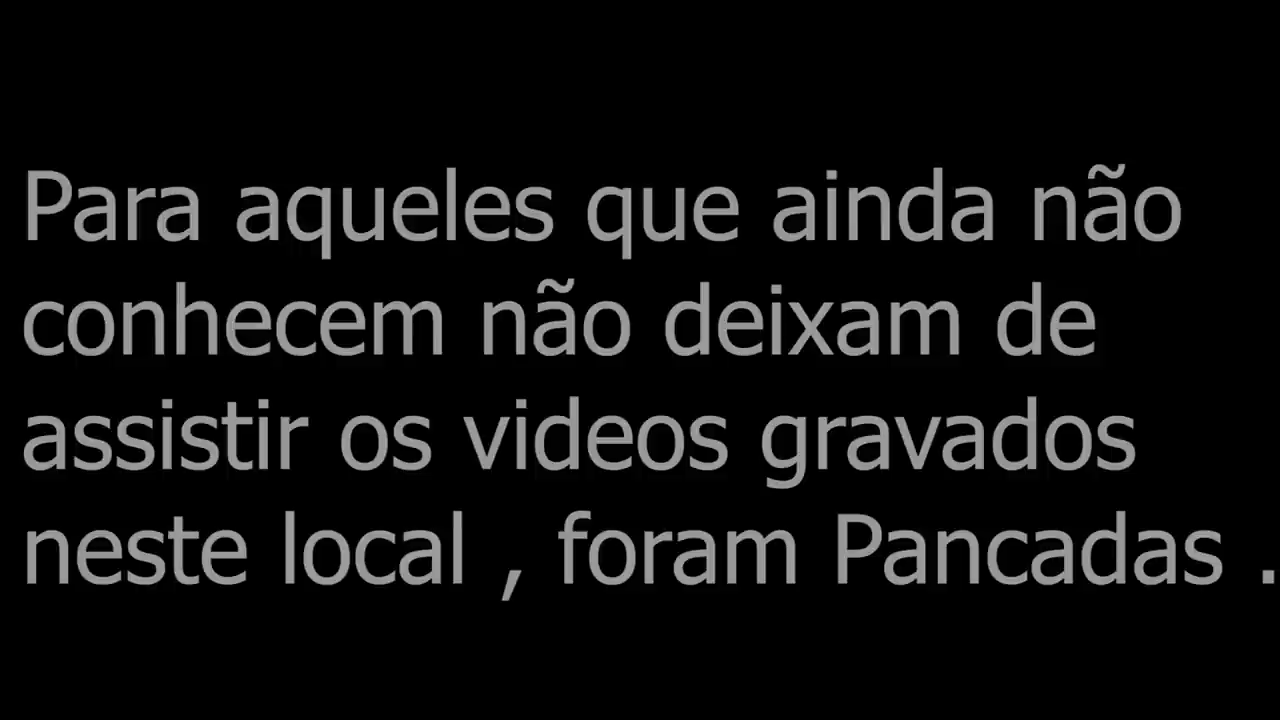 Para aqueles que ainda não
conhecem não deixam de
assistir os videos gravados
neste local , foram Pancadas .